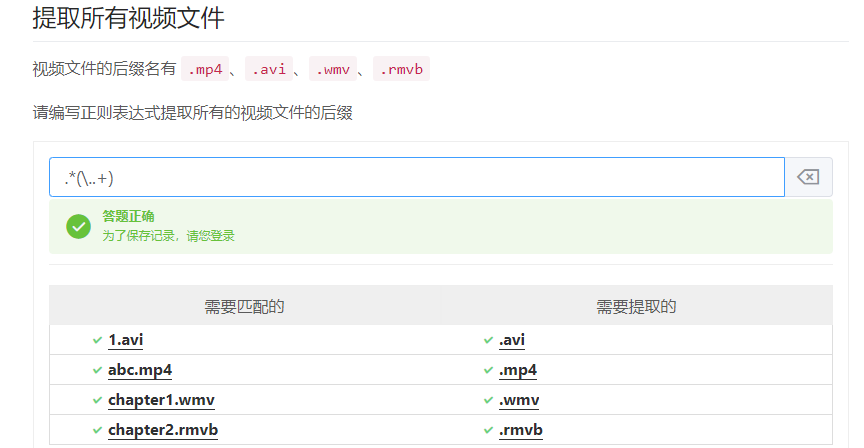 提取所有视频文件
视频文件的后缀名有 .mp4、.avi、.wmv、.rmvb
请编写正则表达式提取所有的视频文件的后缀
.*(\..+)
答题正确
为了保存记录，请您登录
需要匹配的 需要提取的
1.avi .avi
abc.mp4 .mp4
chapter1.wmv .wmv
chapter2.rmvb .rmvb